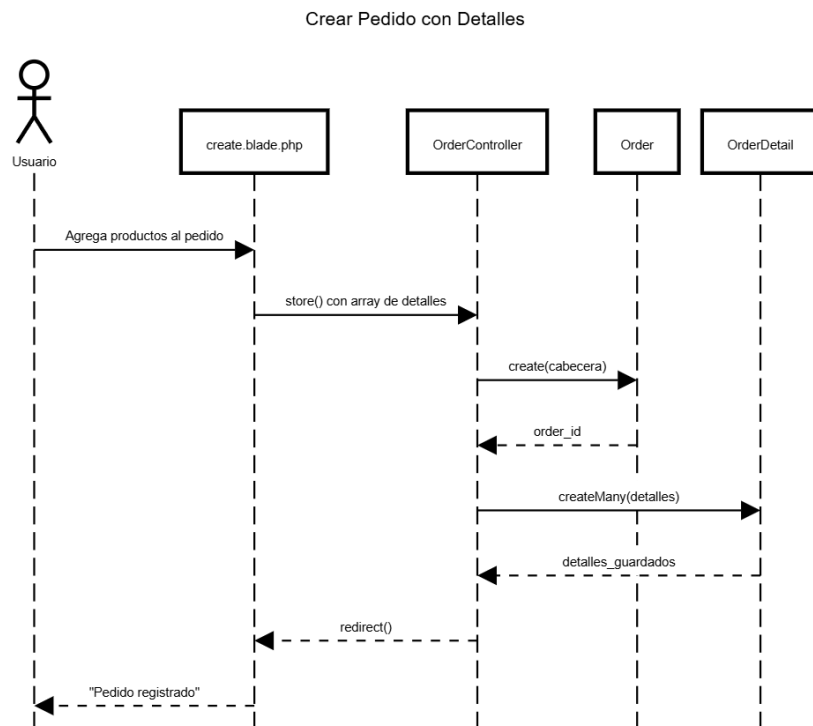 Crear Pedido con Detalles
Usuario
create.blade.php
OrderController
Order
OrderDetail
Agrega productos al pedido
store() con array de detalles
create(cabecera)
order_id
createMany(detalles)
detalles_guardados
redirect()
"Pedido registrado"